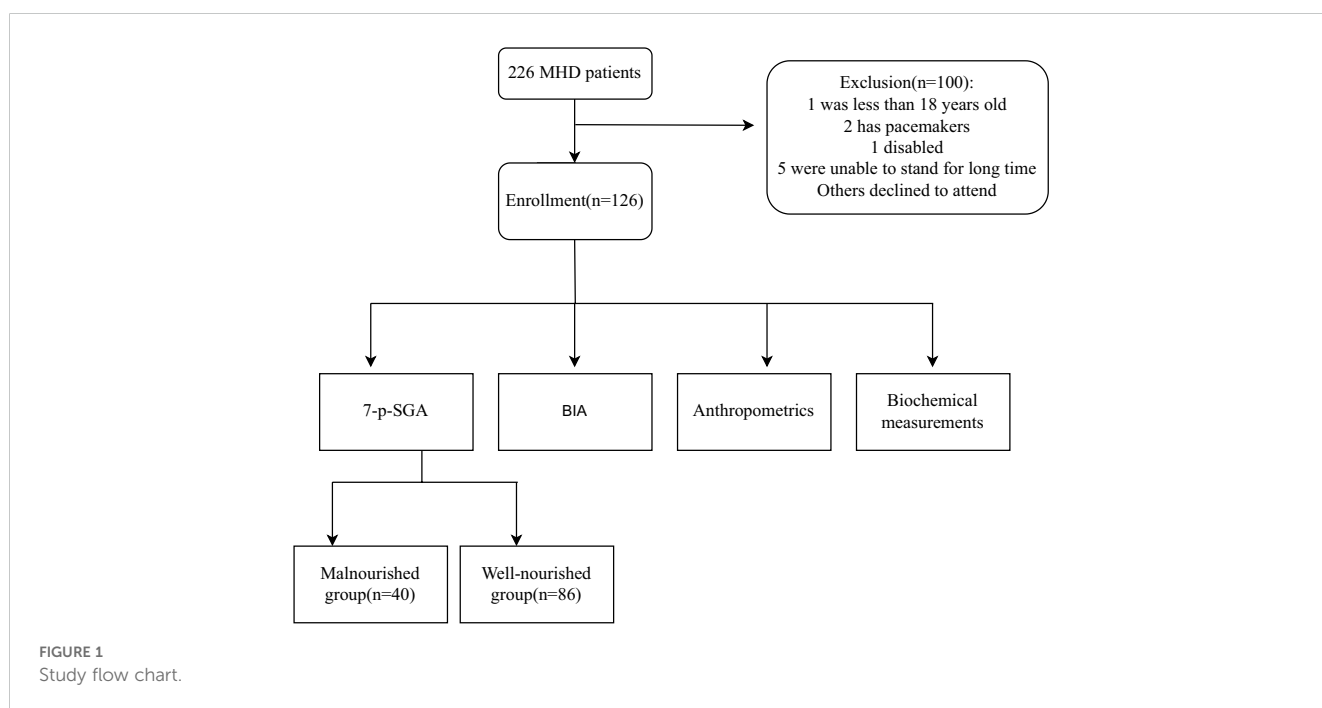 226 MHD patients
Exclusion(n=100):
1 was less than 18 years old
2 has pacemakers
1 disabled
5 were unable to stand for long time
Others declined to attend
Enrollment(n=126)
7-p-SGA
BIA
Anthropometrics
Biochemical
measurements
Malnourished
group(n=40)
Well-nourished
group(n=86)
FIGURE 1
Study flow chart.